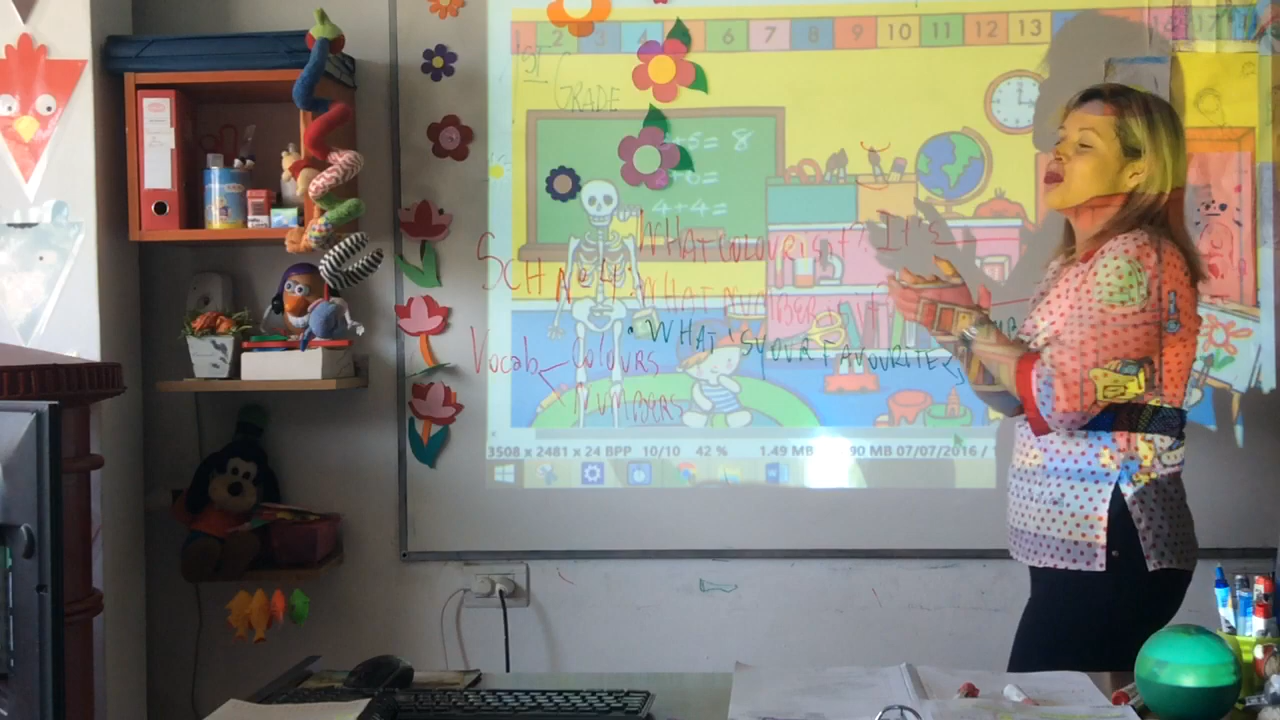 1 2 3 4 5 6 7 8 9 10 11 12 13
1ST
GRADE
+5= 8
4+4=
WHAT COLOUR IS IT? It's
SCHOOL: WHAT NUMBER IS IT?
• WHAT'S YOUR FAVOURITE
Vocab COLOURS
NUMBERS
3508 x 2481 x 24 BPP 10/10 42 % 1.49 MB 90 MB 07/07/2016 /